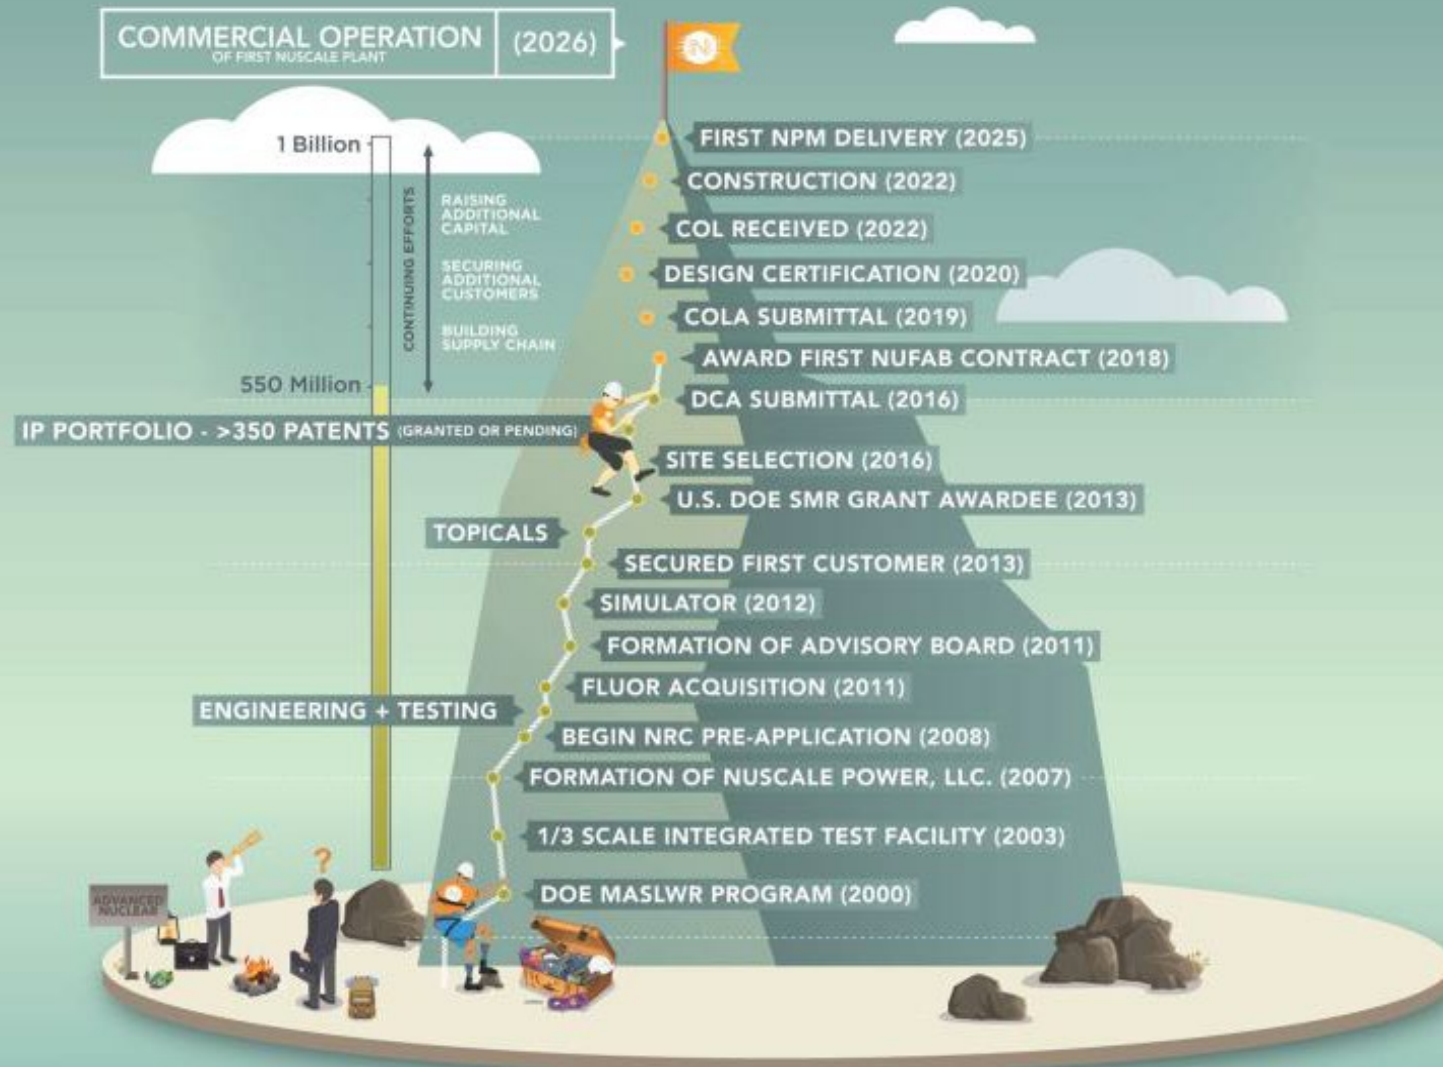 COMMERCIAL OPERATION
OF FIRST NUSCALE PLANT
(2026)
N
1 Billion
CONTINUING EFFORTS
RAISING
ADDITIONAL
CAPITAL
SECURING
ADDITIONAL
CUSTOMERS
BUILDING
SUPPLY CHAIN
550 Million
FIRST NPM DELIVERY (2025)
CONSTRUCTION (2022)
COL RECEIVED (2022)
DESIGN CERTIFICATION (2020)
COLA SUBMITTAL (2019)
AWARD FIRST NUFAB CONTRACT (2018)
DCA SUBMITTAL (2016)
IP PORTFOLIO - >350 PATENTS (GRANTED OR PENDING)
SITE SELECTION (2016)
U.S. DOE SMR GRANT AWARDEE (2013)
TOPICALS
SECURED FIRST CUSTOMER (2013)
SIMULATOR (2012)
FORMATION OF ADVISORY BOARD (2011)
FLUOR ACQUISITION (2011)
ENGINEERING + TESTING
BEGIN NRC PRE-APPLICATION (2008)
FORMATION OF NUSCALE POWER, LLC. (2007)
1/3 SCALE INTEGRATED TEST FACILITY (2003)
DOE MASLWR PROGRAM (2000)
?
ADVANCED
NUCLEAR